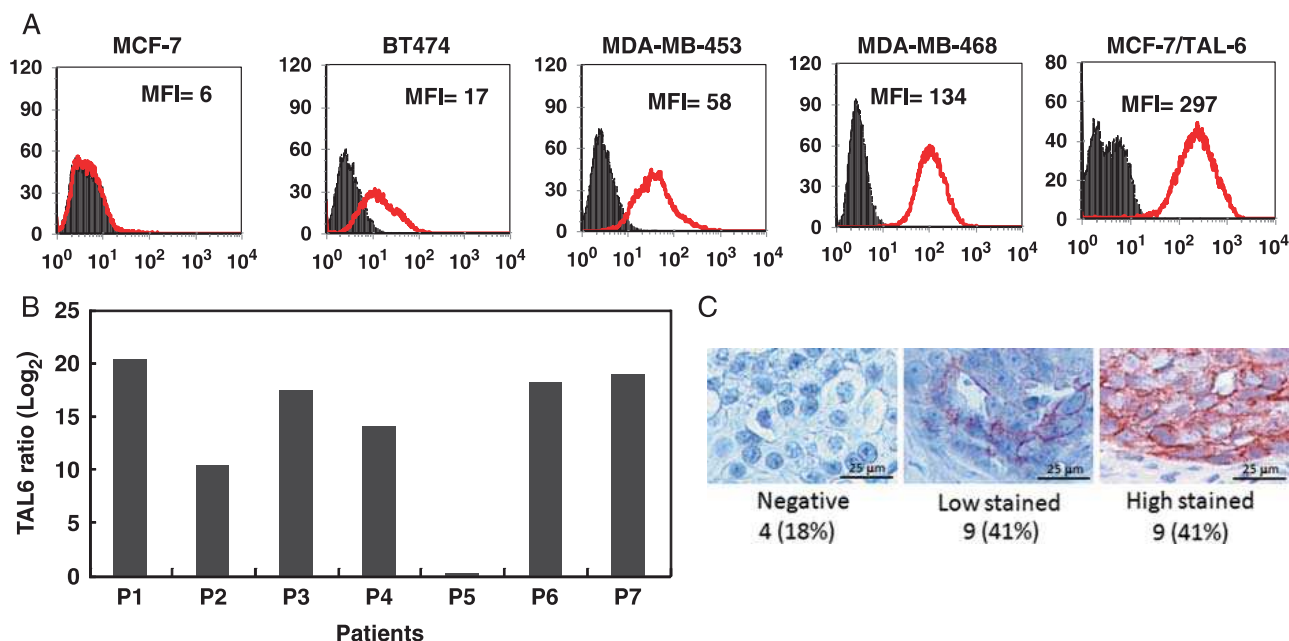 A
MCF-7
BT474
MDA-MB-453
MDA-MB-468
MCF-7/TAL-6
120
90
60
30
0
MFI= 6
10⁰ 10¹ 10² 10³ 10⁴
120
90
60
30
0
MFI= 17
10⁰ 10¹ 10² 10³ 10⁴
120
90
60
30
0
MFI= 58
10⁰ 10¹ 10² 10³ 10⁴
120
90
60
30
0
MFI= 134
10⁰ 10¹ 10² 10³ 10⁴
80
60
40
20
0
MFI= 297
10⁰ 10¹ 10² 10³ 10⁴
B
TAL6 ratio (Log₂)
25
20
15
10
5
0
P1 P2 P3 P4 P5 P6 P7
Patients
C
25 µm
25 µm
25 µm
Negative
4 (18%)
Low stained
9 (41%)
High stained
9 (41%)